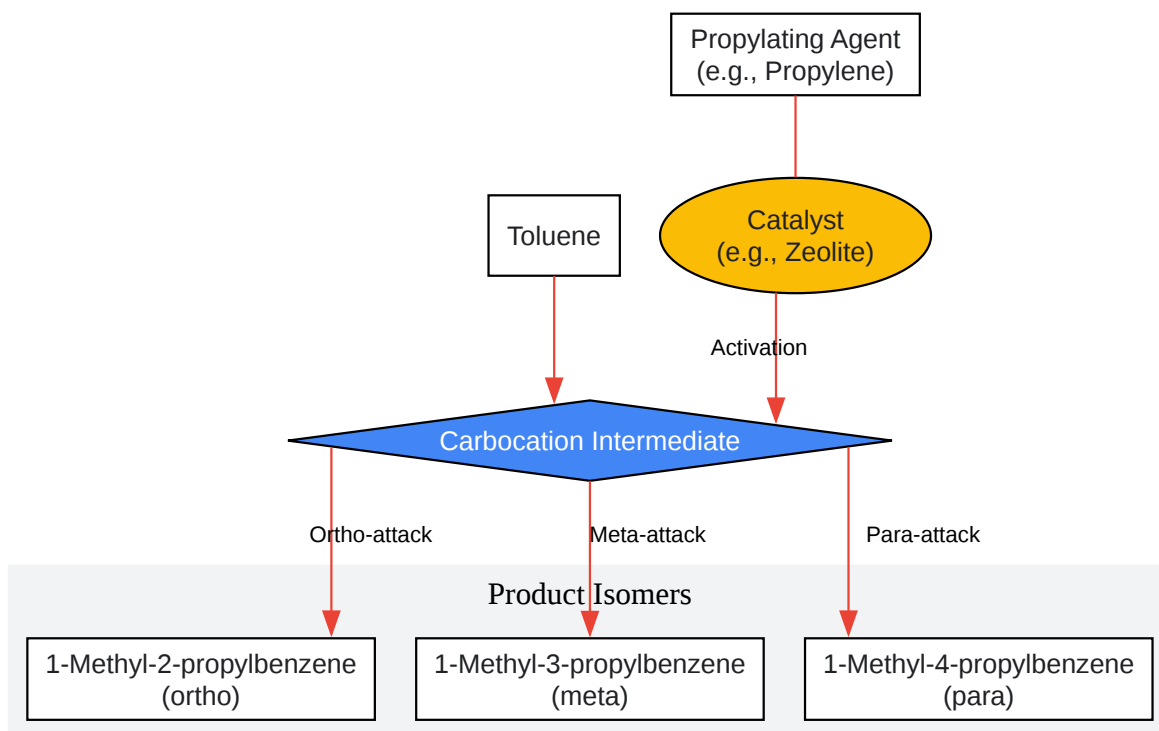 Propylating Agent
(e.g., Propylene)
Toluene
Catalyst
(e.g., Zeolite)
Activation
Carbocation Intermediate
Ortho-attack
Meta-attack
Para-attack
Product Isomers
1-Methyl-2-propylbenzene
(ortho)
1-Methyl-3-propylbenzene
(meta)
1-Methyl-4-propylbenzene
(para)